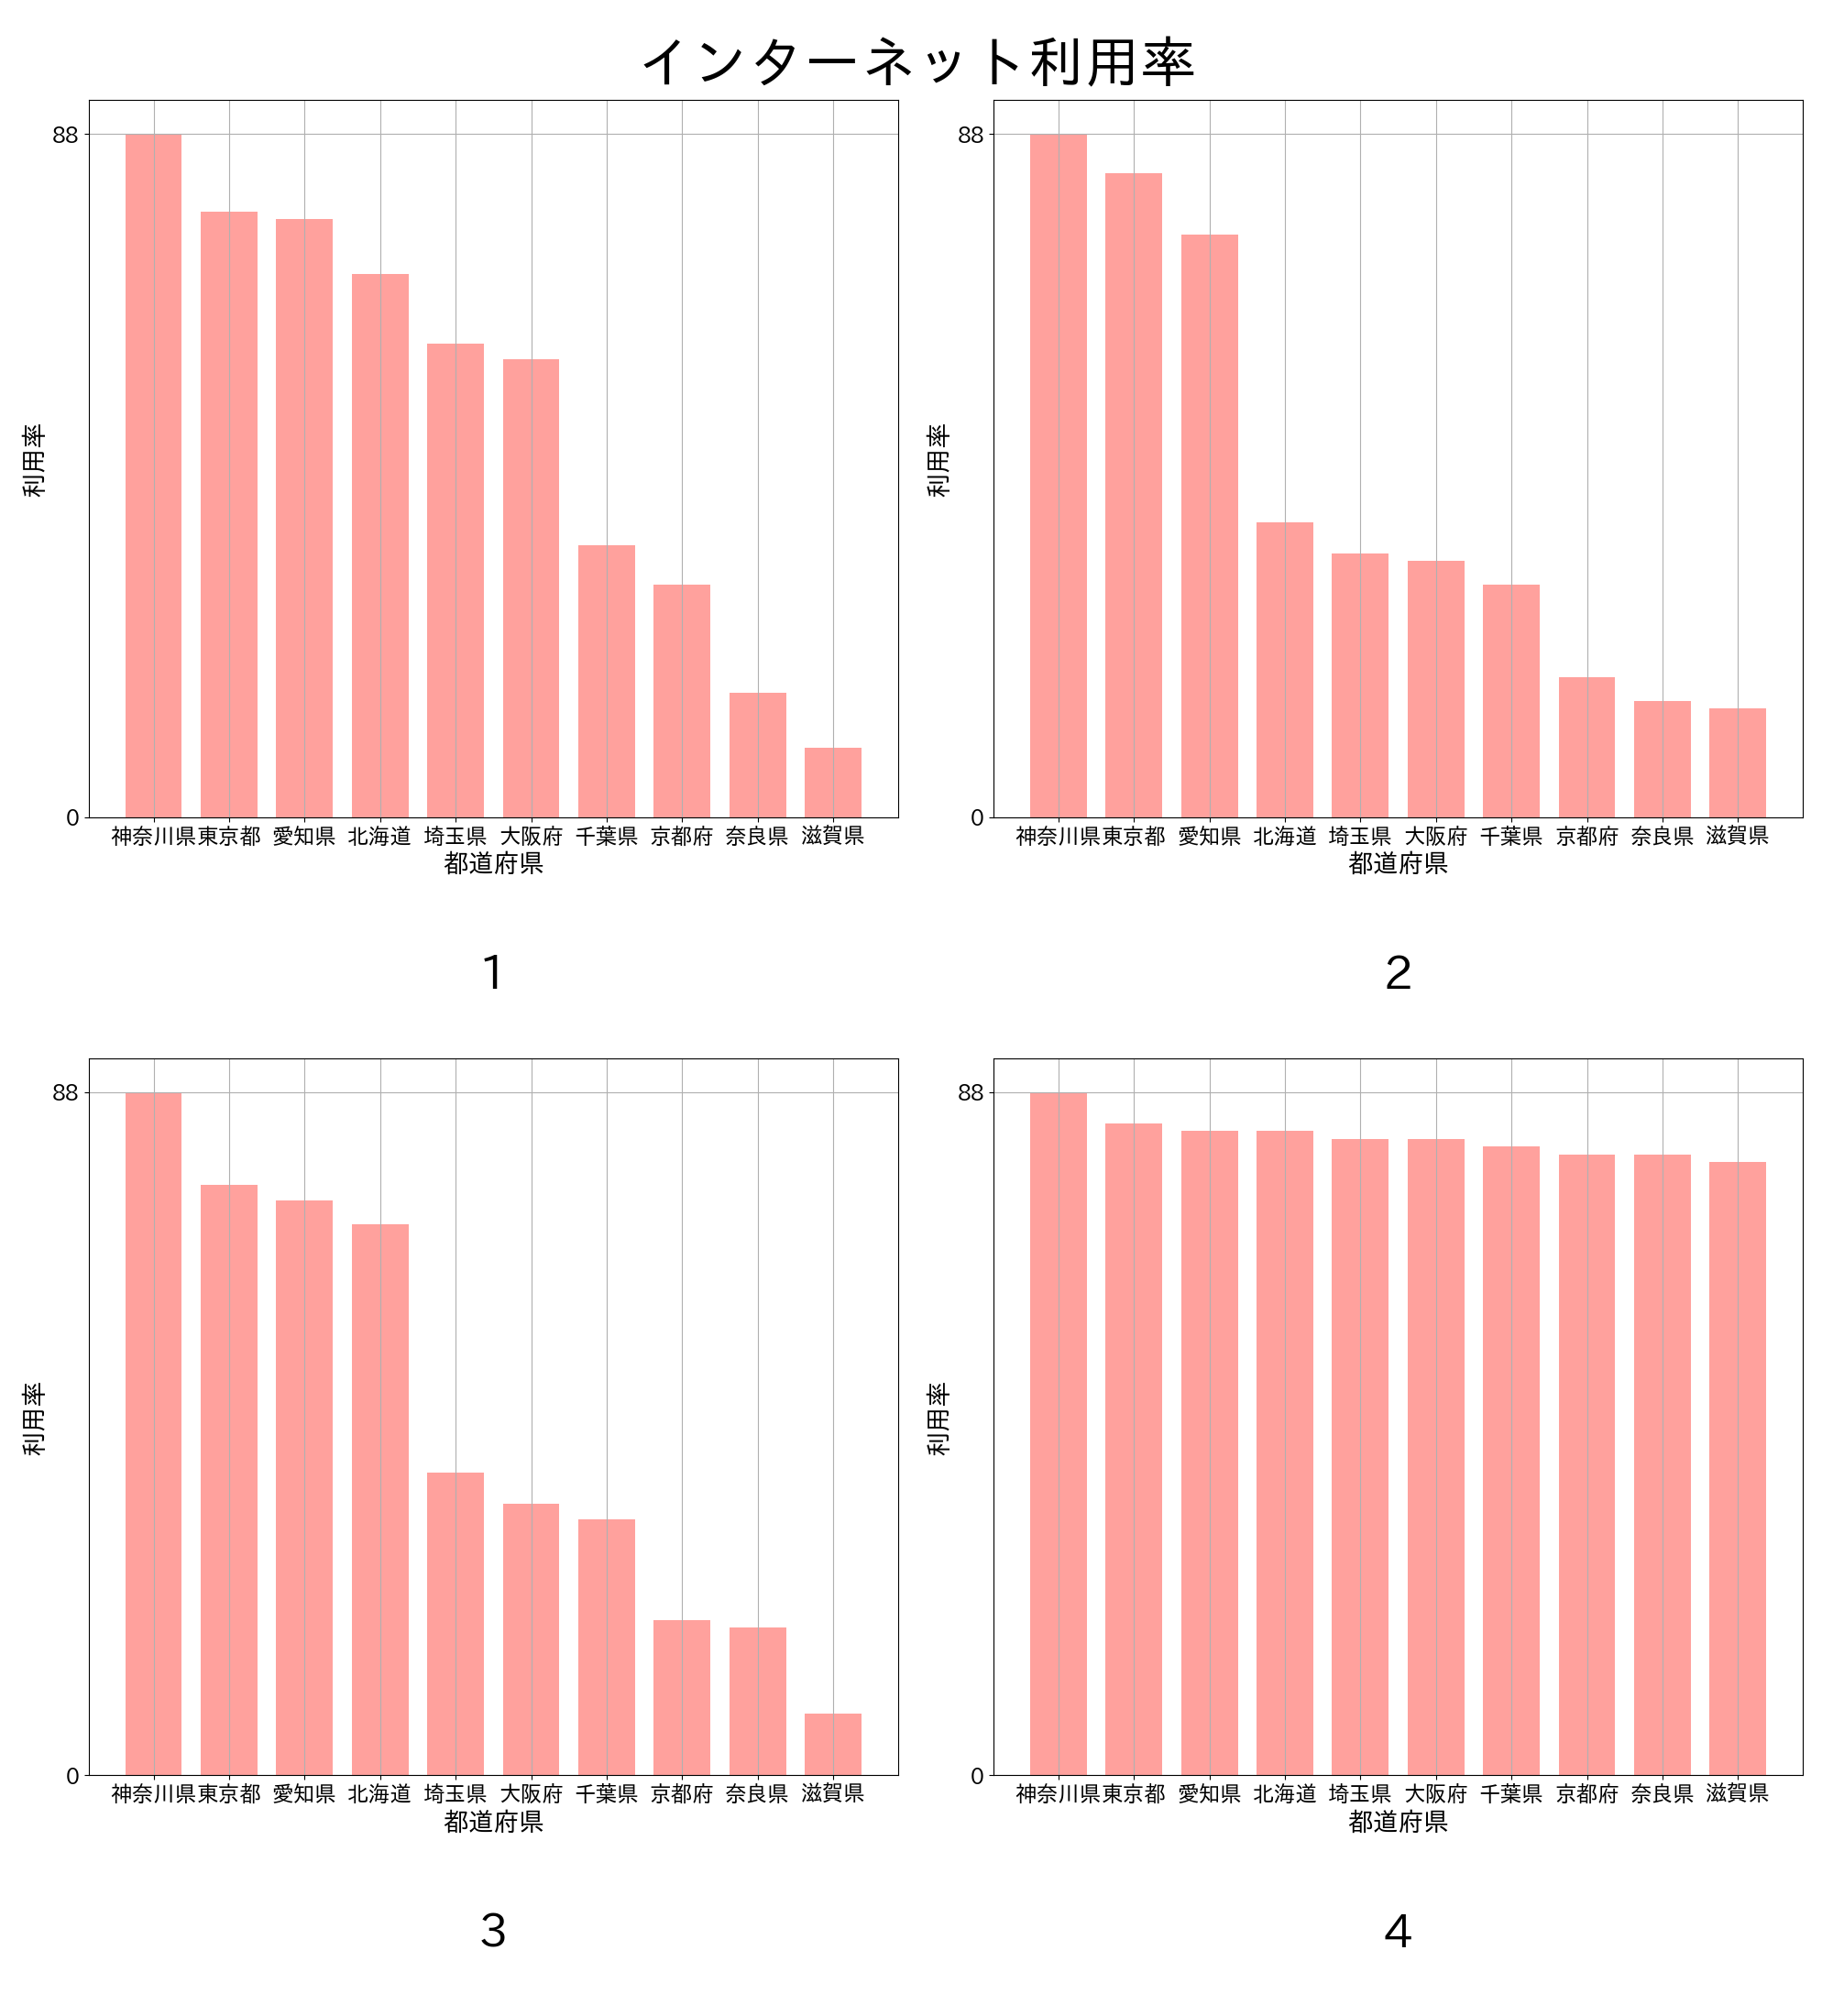 インターネット利用率
88
0
利用率
神奈川県 東京都 愛知県 北海道 埼玉県 大阪府 千葉県 京都府 奈良県 滋賀県
都道府県
1
88
0
利用率
神奈川県 東京都 愛知県 北海道 埼玉県 大阪府 千葉県 京都府 奈良県 滋賀県
都道府県
2
88
0
利用率
神奈川県 東京都 愛知県 北海道 埼玉県 大阪府 千葉県 京都府 奈良県 滋賀県
都道府県
3
88
0
利用率
神奈川県 東京都 愛知県 北海道 埼玉県 大阪府 千葉県 京都府 奈良県 滋賀県
都道府県
4